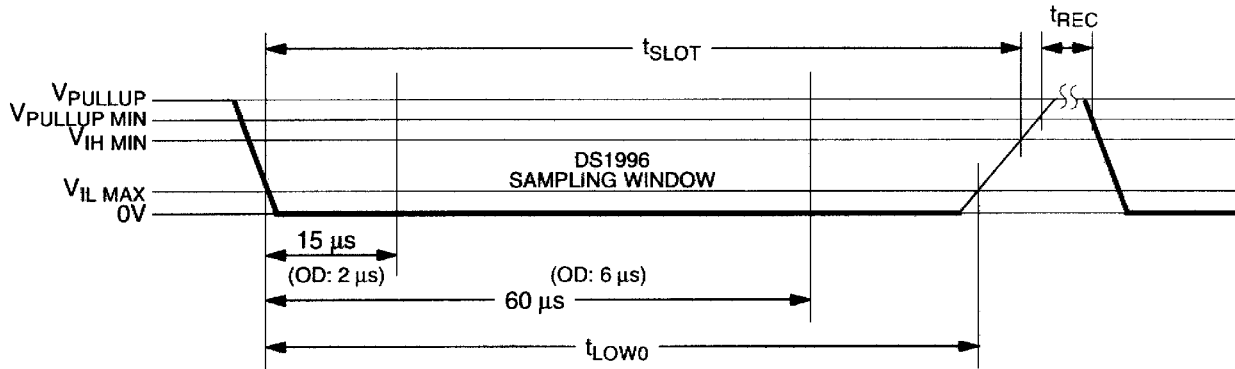 tREC
tSLOT
VPULLUP
VPULLUP MIN
VIH MIN
DS1996
SAMPLING WINDOW
VIL MAX
0V
15 µs
(OD: 2 µs)
(OD: 6 µs)
60 µs
tLOW0